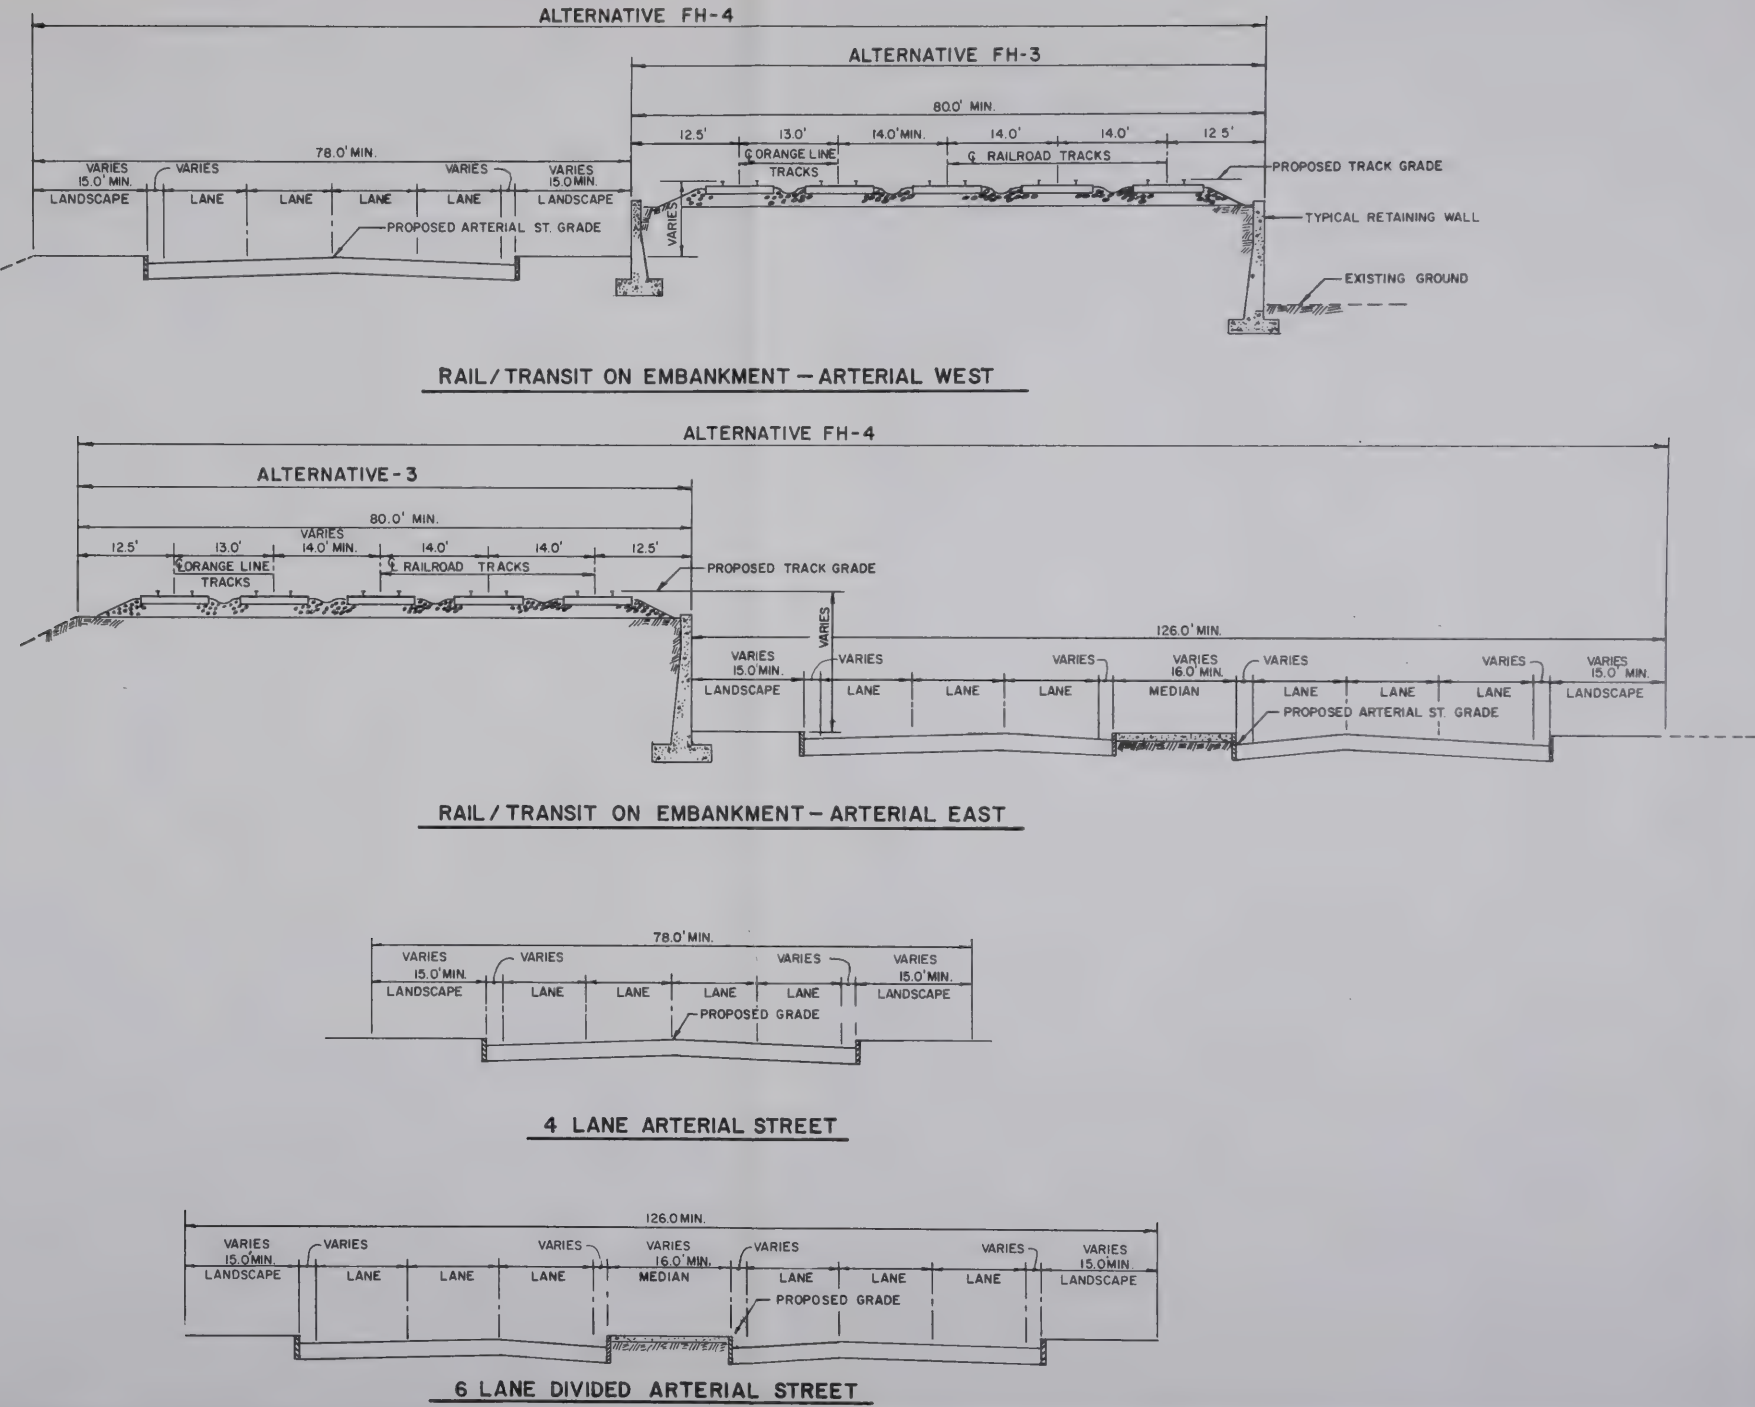 ALTERNATIVE FH-4
ALTERNATIVE FH-3
80.0' MIN.
12.5' 13.0' 14.0' MIN. 14.0' 14.0' 12 5'
78.0' MIN.
℄ ORANGE LINE
TRACKS
℄ RAILROAD TRACKS
PROPOSED TRACK GRADE
VARIES
15.0' MIN.
LANDSCAPE
VARIES
LANE LANE LANE LANE
VARIES
VARIES
15.0 MIN.
LANDSCAPE
PROPOSED ARTERIAL ST. GRADE
VARIES
TYPICAL RETAINING WALL
EXISTING GROUND
RAIL/TRANSIT ON EMBANKMENT — ARTERIAL WEST
ALTERNATIVE FH-4
ALTERNATIVE-3
80.0' MIN.
VARIES
12.5' 13.0' 14.0' MIN. 14.0' 14.0' 12.5'
℄ ORANGE LINE
TRACKS
℄ RAILROAD TRACKS
PROPOSED TRACK GRADE
VARIES
126.0' MIN.
VARIES
15.0' MIN.
LANDSCAPE
VARIES
LANE LANE LANE
VARIES
VARIES
16.0' MIN.
MEDIAN
VARIES
LANE LANE LANE
VARIES
VARIES
15.0' MIN.
LANDSCAPE
PROPOSED ARTERIAL ST. GRADE
RAIL/TRANSIT ON EMBANKMENT — ARTERIAL EAST
78.0' MIN.
VARIES
15.0' MIN.
LANDSCAPE
VARIES
LANE LANE LANE LANE
VARIES
VARIES
15.0' MIN.
LANDSCAPE
PROPOSED GRADE
4 LANE ARTERIAL STREET
126.0 MIN.
VARIES
15.0' MIN.
LANDSCAPE
VARIES
LANE LANE LANE
VARIES
VARIES
16.0' MIN.
MEDIAN
VARIES
LANE LANE LANE
VARIES
VARIES
15.0' MIN
LANDSCAPE
PROPOSED GRADE
6 LANE DIVIDED ARTERIAL STREET